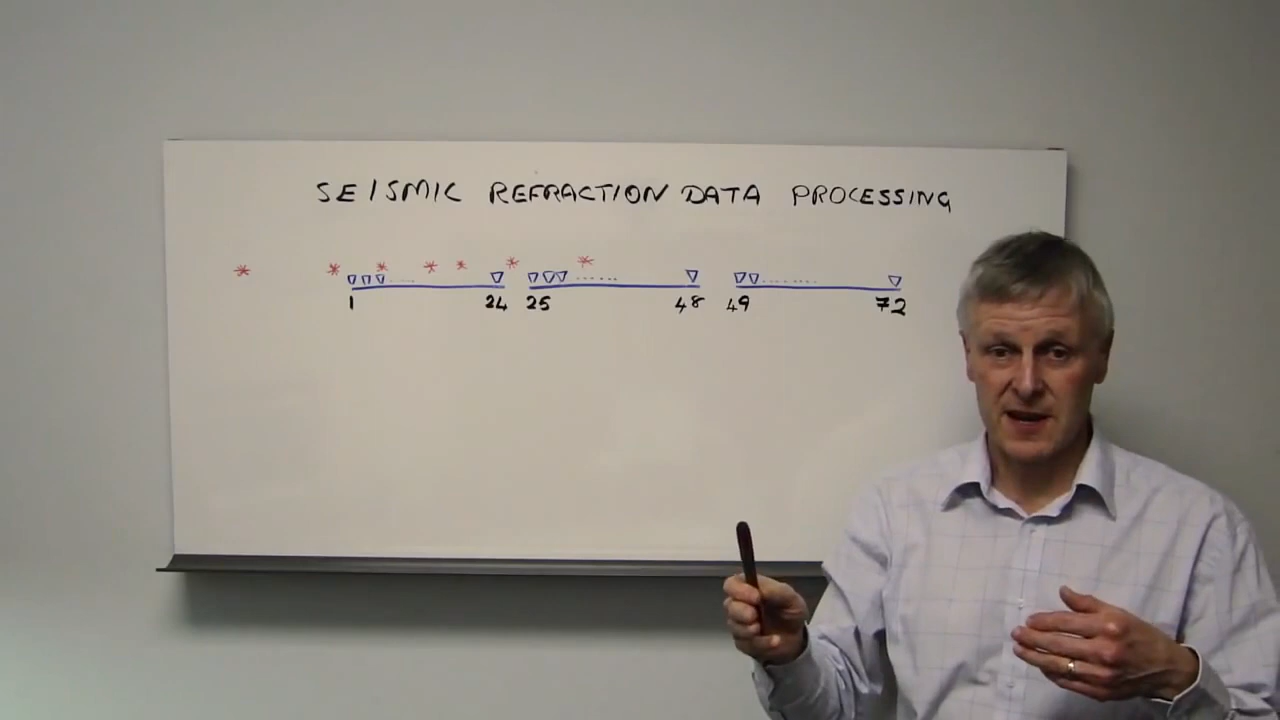 SEISMIC REFRACTION DATA PROCESSING
1 24 25 48 49 72